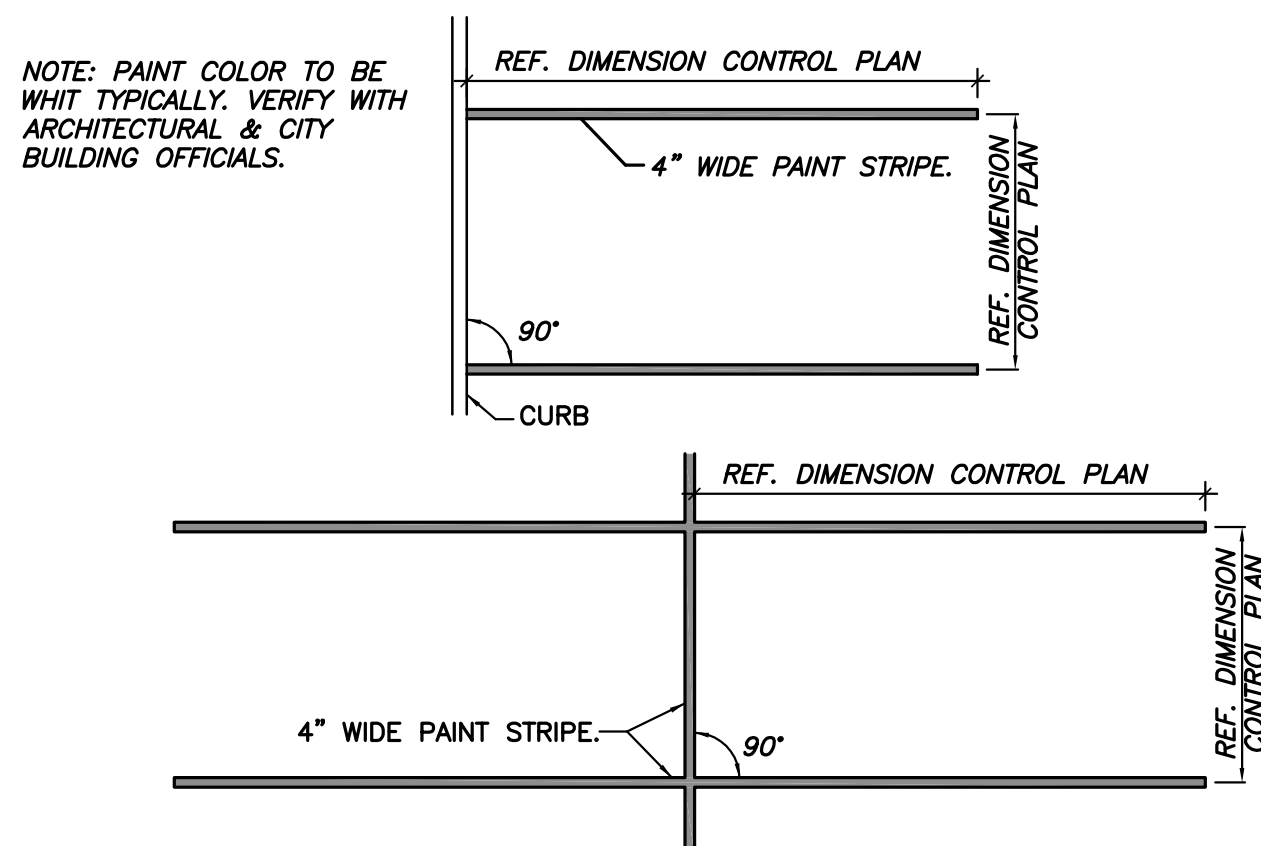 NOTE: PAINT COLOR TO BE
WHIT TYPICALLY. VERIFY WITH
ARCHITECTURAL & CITY
BUILDING OFFICIALS.
REF. DIMENSION CONTROL PLAN
4" WIDE PAINT STRIPE.
REF. DIMENSION
CONTROL PLAN
90°
CURB
REF. DIMENSION CONTROL PLAN
REF. DIMENSION
CONTROL PLAN
4" WIDE PAINT STRIPE.
90°